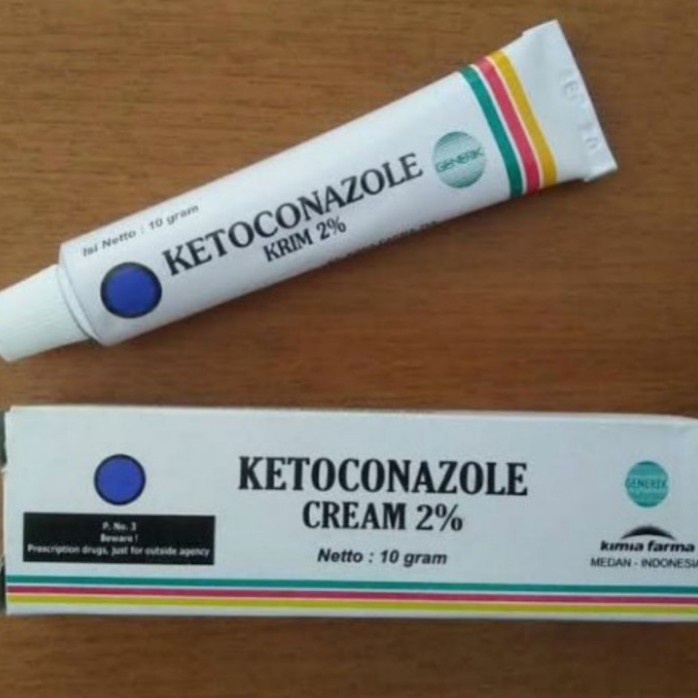 Isi Netto : 10 gram
KETOCONAZOLE
KRIM 2%
GENERIK
KETOCONAZOLE
CREAM 2%
Netto : 10 gram
P. No. 3
Beware !
Prescription drugs, just for outside agency
GENERIK
kimia farma
MEDAN - INDONESIA